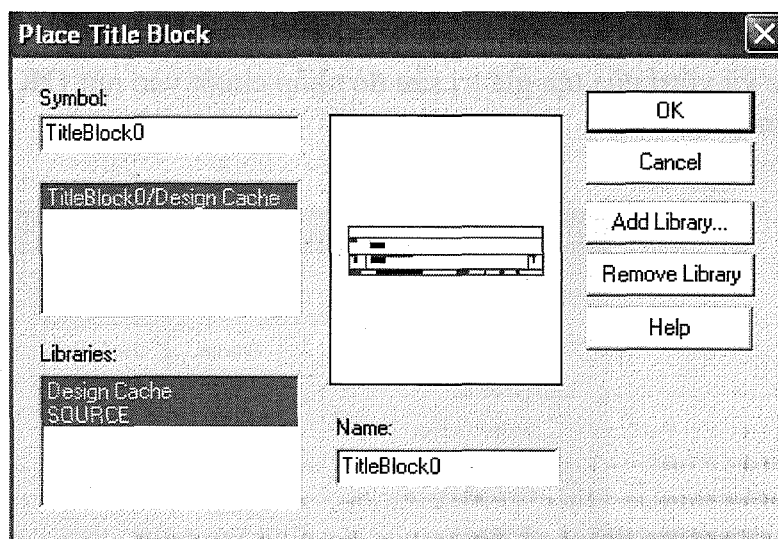 Place Title Block
Symbol:
TitleBlock0
TitleBlock0/Design Cache
Libraries:
Design Cache
SOURCE
Name:
TitleBlock0
OK
Cancel
Add Library...
Remove Library
Help